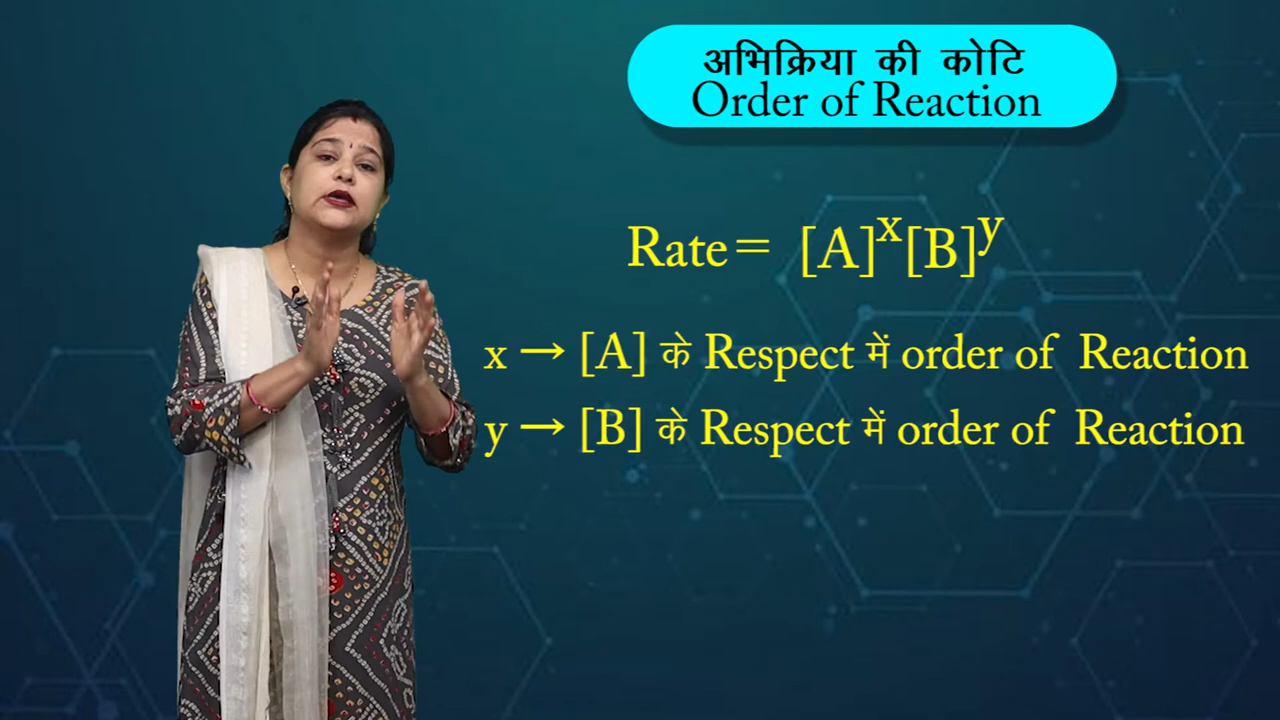 अभिक्रिया की कोटि
Order of Reaction
Rate = [A]^x[B]^y
x → [A] के Respect में order of Reaction
y → [B] के Respect में order of Reaction